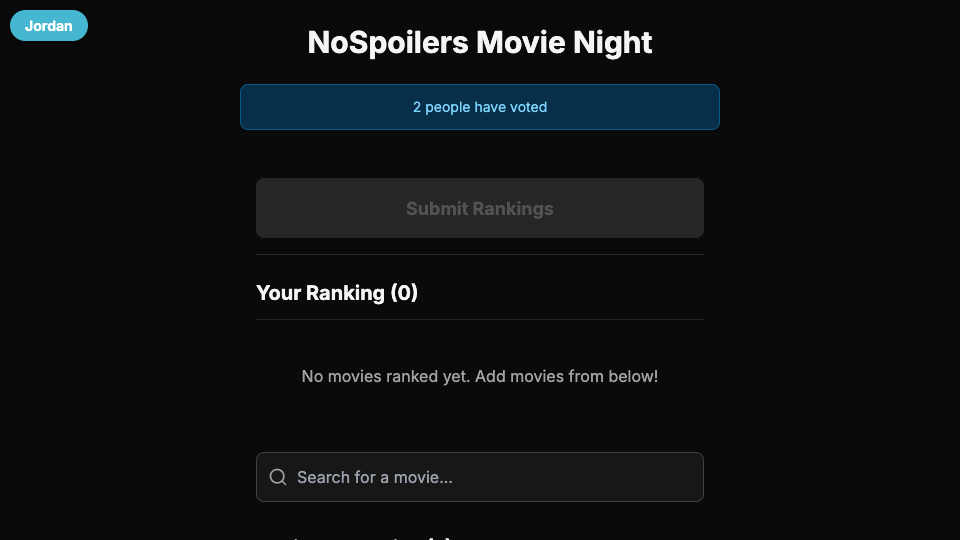 Jordan
NoSpoilers Movie Night
2 people have voted
Submit Rankings
Your Ranking (0)
No movies ranked yet. Add movies from below!
Search for a movie...